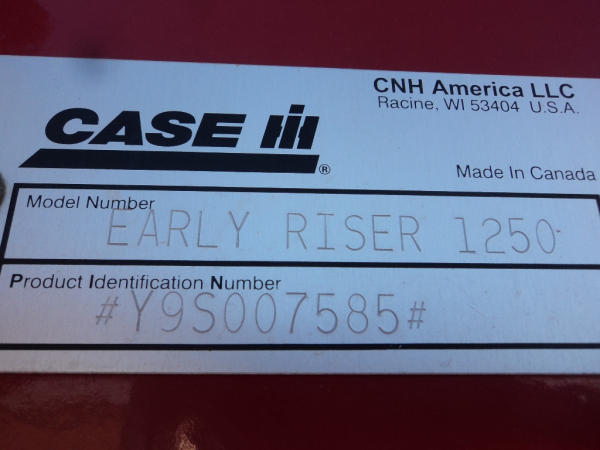 CNH America LLC
Racine, WI 53404 U.S.A.
CASE IH®
Made In Canada
Model Number
EARLY RISER 1250
Product Identification Number
#Y9S007585#